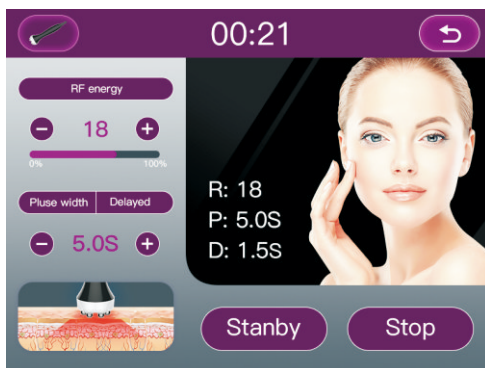 00:21
RF energy
18
0% 100%
Pluse width Delayed
5.0S
R: 18
P: 5.0S
D: 1.5S
Stanby
Stop